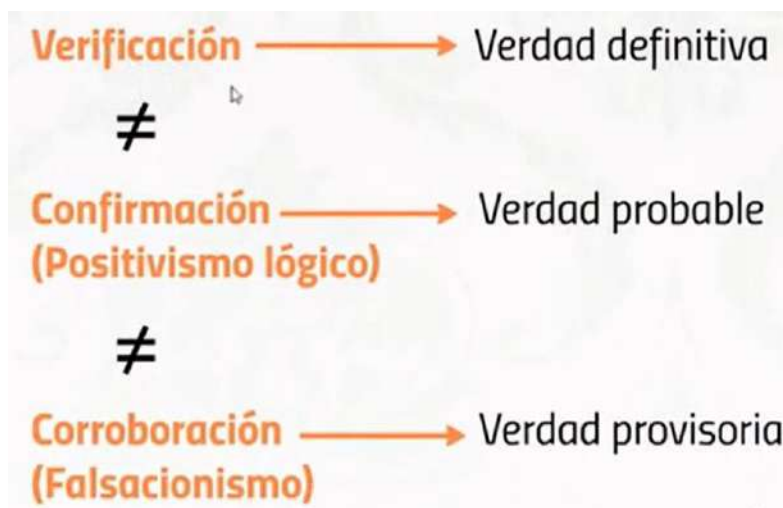 Verificación → Verdad definitiva
≠
Confirmación → Verdad probable
(Positivismo lógico)
≠
Corroboración → Verdad provisoria
(Falsacionismo)